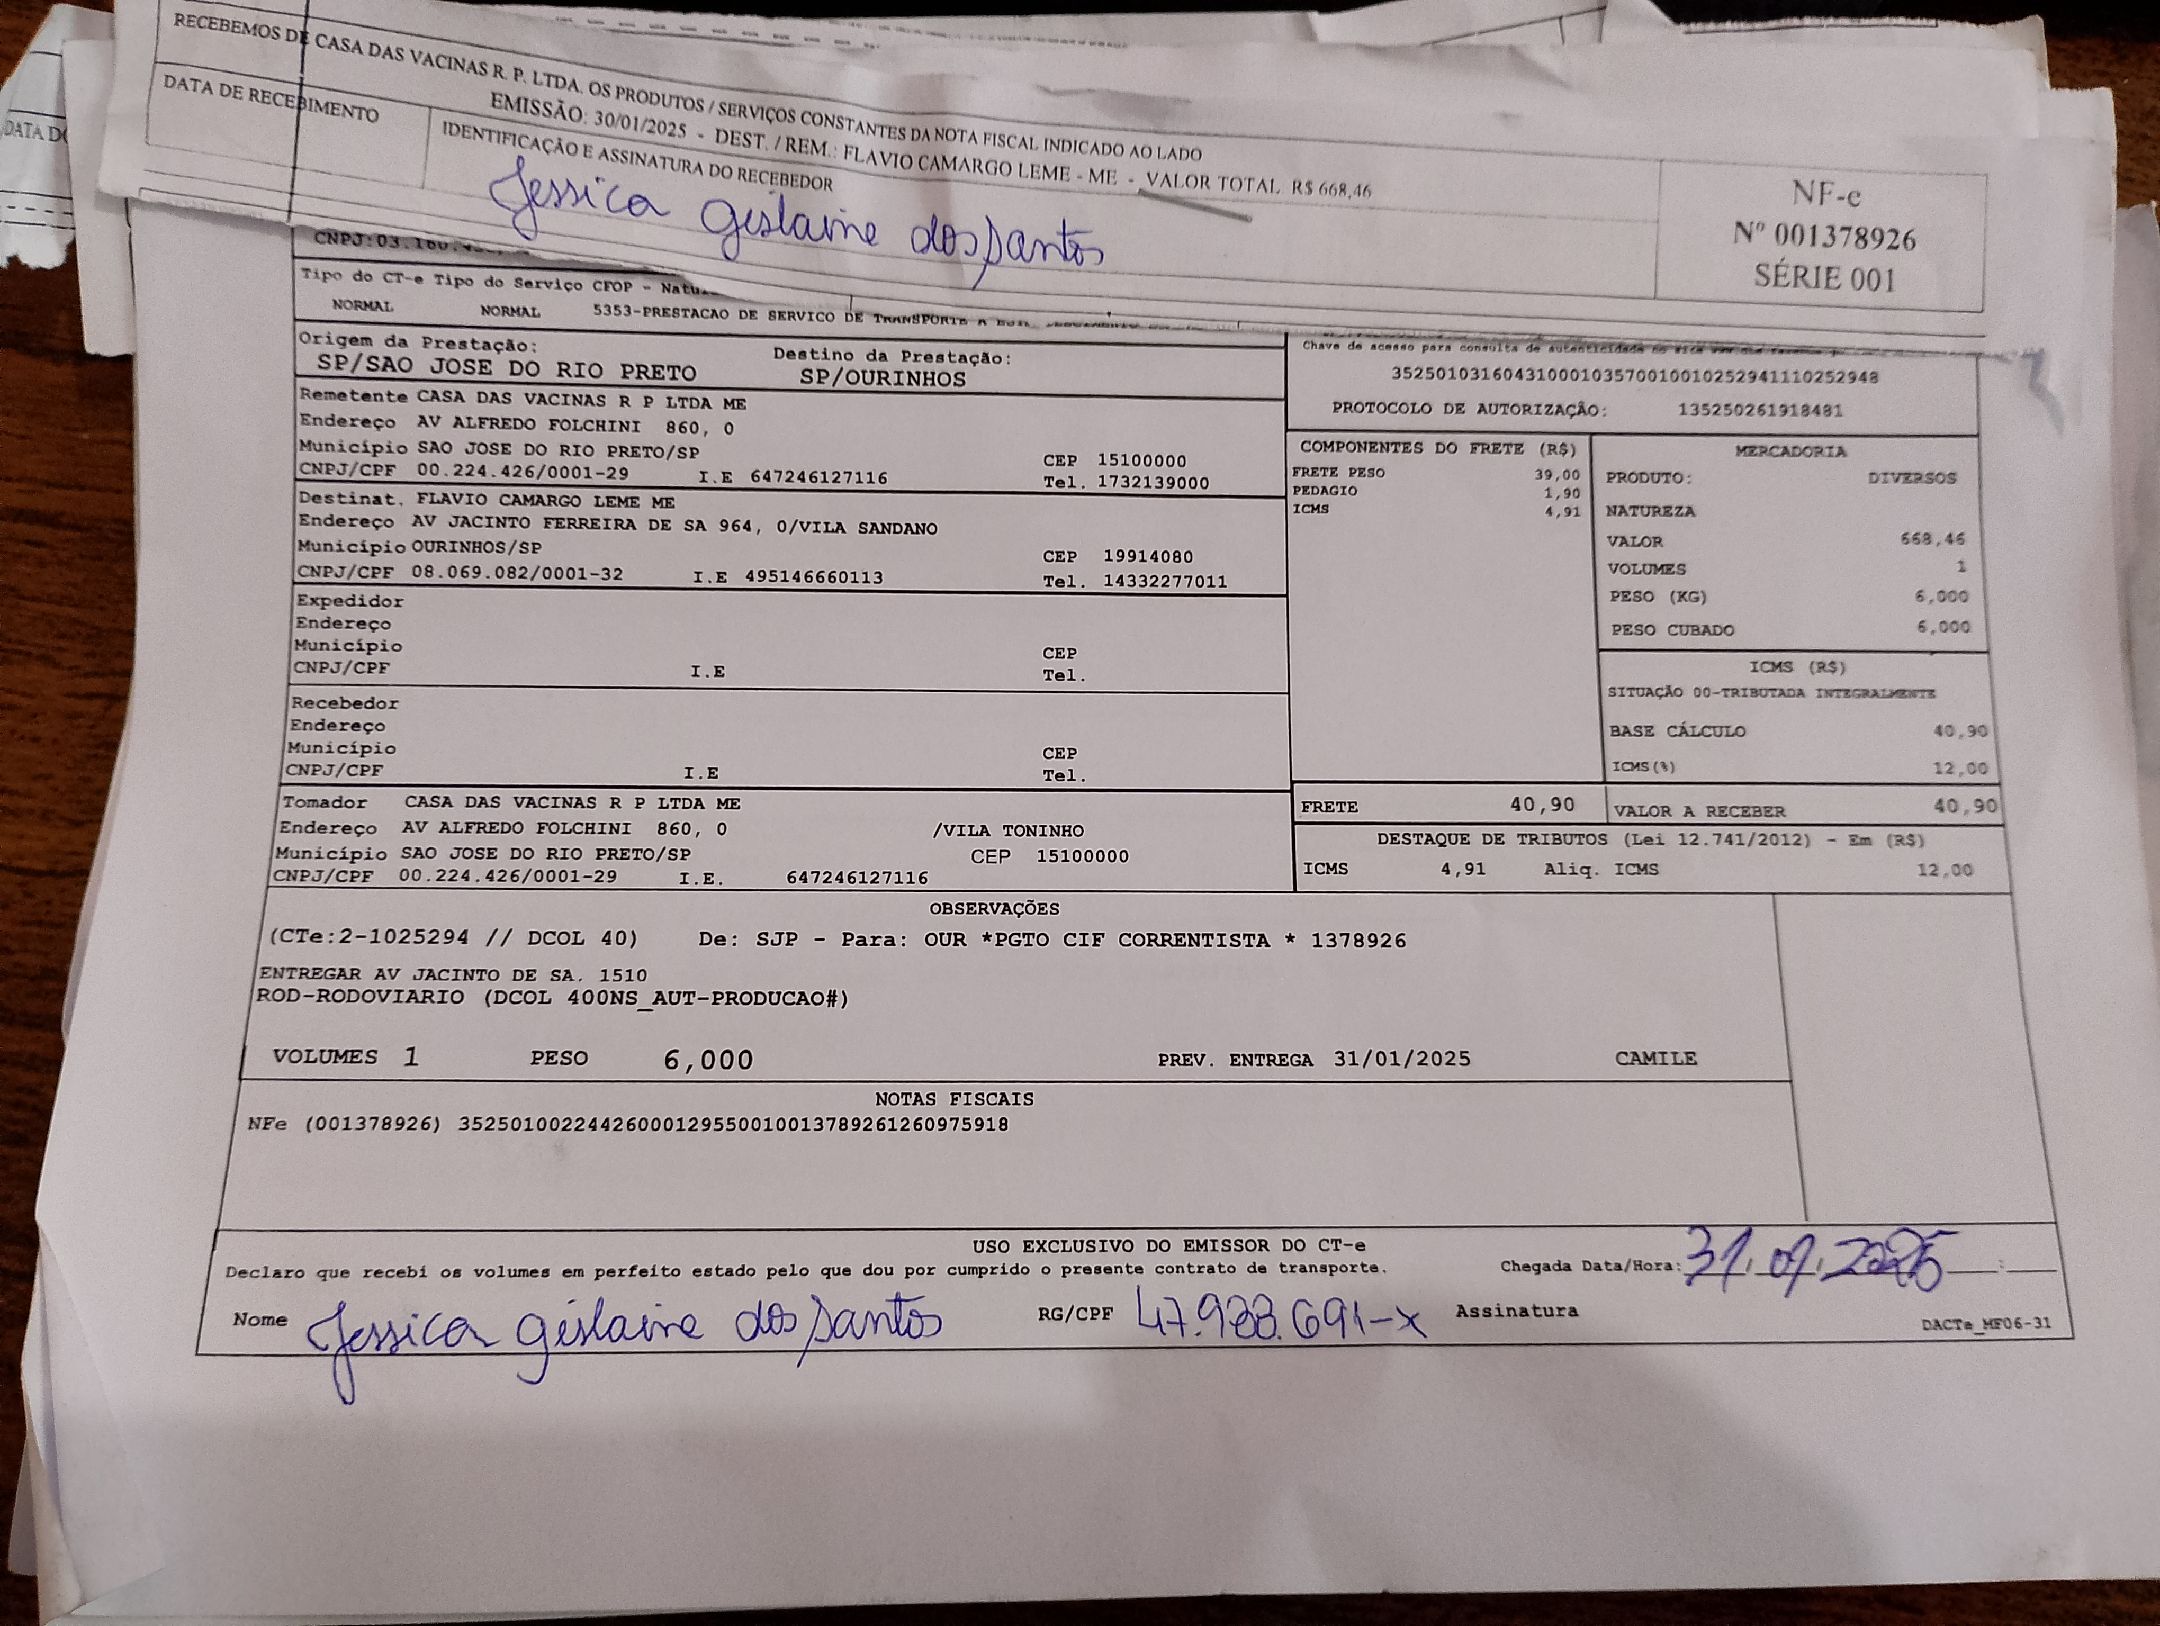 RECEBEMOS DE CASA DAS VACINAS R. P. LTDA. OS PRODUTOS / SERVIÇOS CONSTANTES DA NOTA FISCAL INDICADO AO LADO
EMISSÃO: 30/01/2025 - DEST. / REM.: FLAVIO CAMARGO LEME - ME - VALOR TOTAL R$ 668,46
DATA DE RECEBIMENTO
IDENTIFICAÇÃO E ASSINATURA DO RECEBEDOR
Jessica Gislaine dos Santos
NF-e
Nº 001378926
SÉRIE 001
DATA DE
CNPJ:03.160.
Tipo do CT-e Tipo do Serviço CFOP - Natu
NORMAL NORMAL 5353-PRESTACAO DE SERVICO DE TRANSPORTE A
Origem da Prestação: Destino da Prestação:
SP/SAO JOSE DO RIO PRETO SP/OURINHOS
Chave de acesso para consulta de autenticidade no site
35250103160431000103570010010252941110252948
PROTOCOLO DE AUTORIZAÇÃO: 135250261918481
Remetente CASA DAS VACINAS R P LTDA ME
Endereço AV ALFREDO FOLCHINI 860, 0
Município SAO JOSE DO RIO PRETO/SP CEP 15100000
CNPJ/CPF 00.224.426/0001-29 I.E 647246127116 Tel. 1732139000
Destinat. FLAVIO CAMARGO LEME ME
Endereço AV JACINTO FERREIRA DE SA 964, 0/VILA SANDANO
Município OURINHOS/SP CEP 19914080
CNPJ/CPF 08.069.082/0001-32 I.E 495146660113 Tel. 14332277011
Expedidor
Endereço
Município CEP
CNPJ/CPF I.E Tel.
Recebedor
Endereço
Município CEP
CNPJ/CPF I.E Tel.
Tomador CASA DAS VACINAS R P LTDA ME
Endereço AV ALFREDO FOLCHINI 860, 0 /VILA TONINHO
Município SAO JOSE DO RIO PRETO/SP CEP 15100000
CNPJ/CPF 00.224.426/0001-29 I.E. 647246127116
COMPONENTES DO FRETE (R$)
FRETE PESO 39,00
PEDAGIO 1,90
ICMS 4,91
MERCADORIA
PRODUTO: DIVERSOS
NATUREZA
VALOR 668,46
VOLUMES 1
PESO (KG) 6,000
PESO CUBADO 6,000
ICMS (R$)
SITUAÇÃO 00-TRIBUTADA INTEGRALMENTE
BASE CÁLCULO 40,90
ICMS(%) 12,00
FRETE 40,90 VALOR A RECEBER 40,90
DESTAQUE DE TRIBUTOS (Lei 12.741/2012) - Em (R$)
ICMS 4,91 Aliq. ICMS 12,00
OBSERVAÇÕES
(CTe:2-1025294 // DCOL 40) De: SJP - Para: OUR *PGTO CIF CORRENTISTA * 1378926
ENTREGAR AV JACINTO DE SA. 1510
ROD-RODOVIARIO (DCOL 400NS_AUT-PRODUCAO#)
VOLUMES 1 PESO 6,000 PREV. ENTREGA 31/01/2025 CAMILE
NOTAS FISCAIS
NFe (001378926) 35250100224426000129550010013789261260975918
USO EXCLUSIVO DO EMISSOR DO CT-e
Declaro que recebi os volumes em perfeito estado pelo que dou por cumprido o presente contrato de transporte. Chegada Data/Hora: 31.01.2025 :
Nome Jessica Gislaine dos Santos RG/CPF 47.988.691-x Assinatura
DACTe_MF06-31